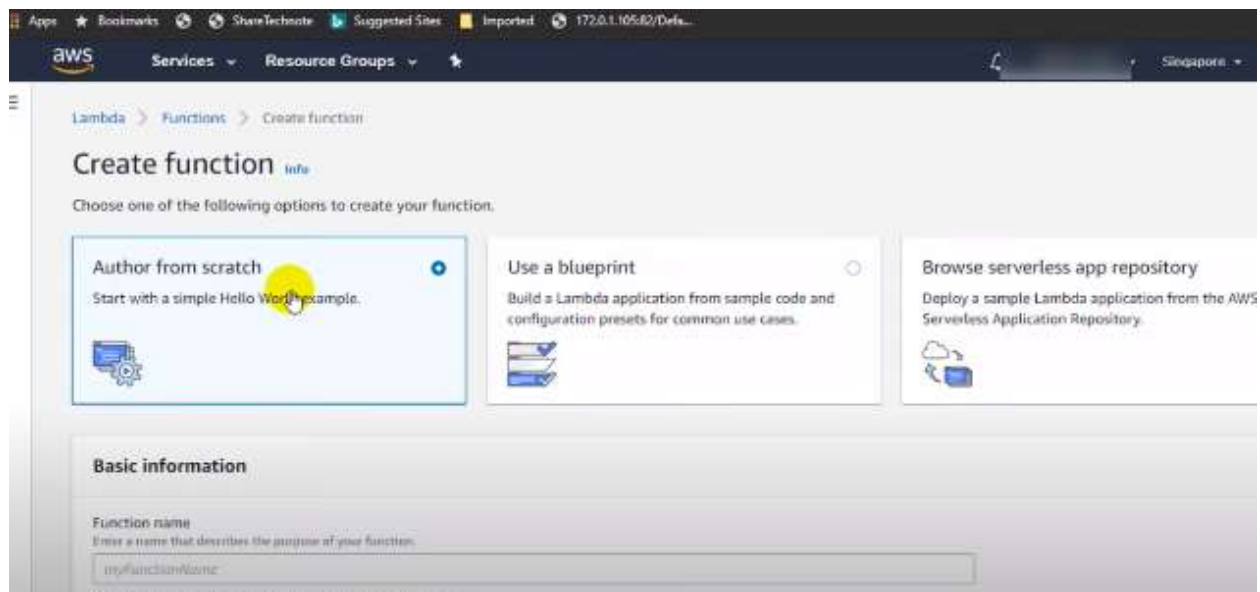 Apps Bookmarks ShareTechnote Suggested Sites Imported 172.0.1.105:82/Defa...
aws Services Resource Groups Singapore
Lambda > Functions > Create function
Create function Info
Choose one of the following options to create your function.
Author from scratch
Start with a simple Hello World example.
Use a blueprint
Build a Lambda application from sample code and
configuration presets for common use cases.
Browse serverless app repository
Deploy a sample Lambda application from the AWS
Serverless Application Repository.
Basic information
Function name
Enter a name that describes the purpose of your function.
myFunctionName